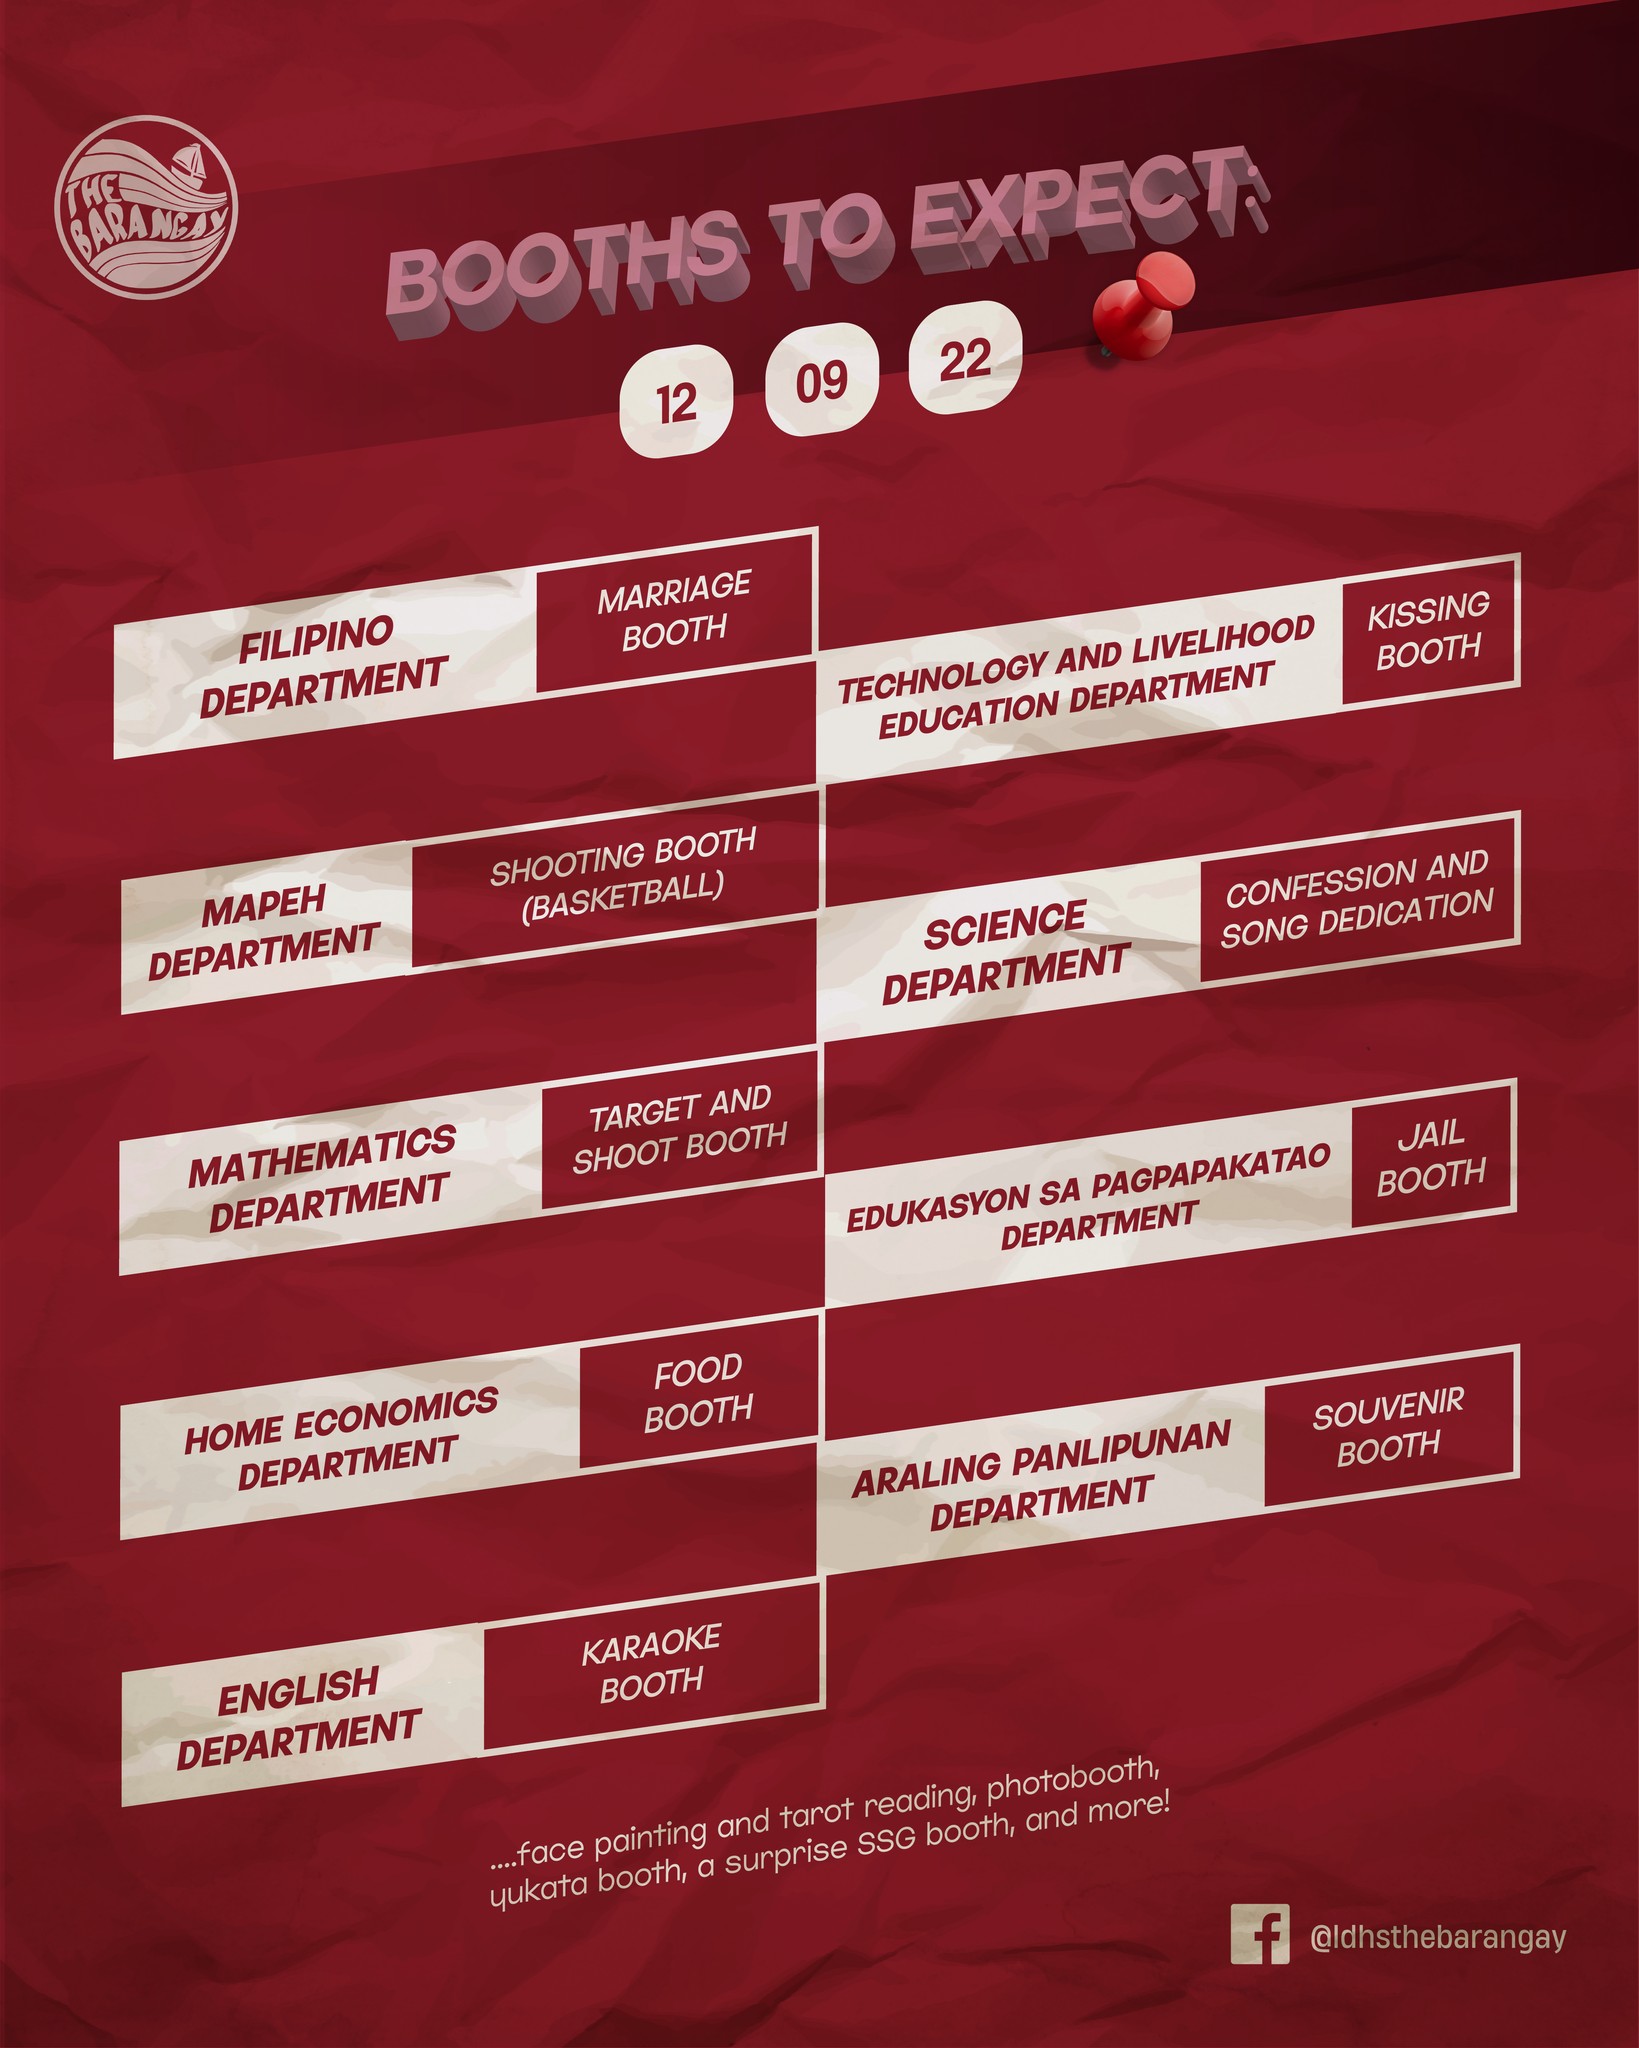 THE
BARANGAY
BOOTHS TO EXPECT:
12 09 22
FILIPINO
DEPARTMENT
MARRIAGE
BOOTH
TECHNOLOGY AND LIVELIHOOD
EDUCATION DEPARTMENT
KISSING
BOOTH
MAPEH
DEPARTMENT
SHOOTING BOOTH
(BASKETBALL)
SCIENCE
DEPARTMENT
CONFESSION AND
SONG DEDICATION
MATHEMATICS
DEPARTMENT
TARGET AND
SHOOT BOOTH
EDUKASYON SA PAGPAPAKATAO
DEPARTMENT
JAIL
BOOTH
HOME ECONOMICS
DEPARTMENT
FOOD
BOOTH
ARALING PANLIPUNAN
DEPARTMENT
SOUVENIR
BOOTH
ENGLISH
DEPARTMENT
KARAOKE
BOOTH
....face painting and tarot reading, photobooth,
yukata booth, a surprise SSG booth, and more!
@ldhsthebarangay